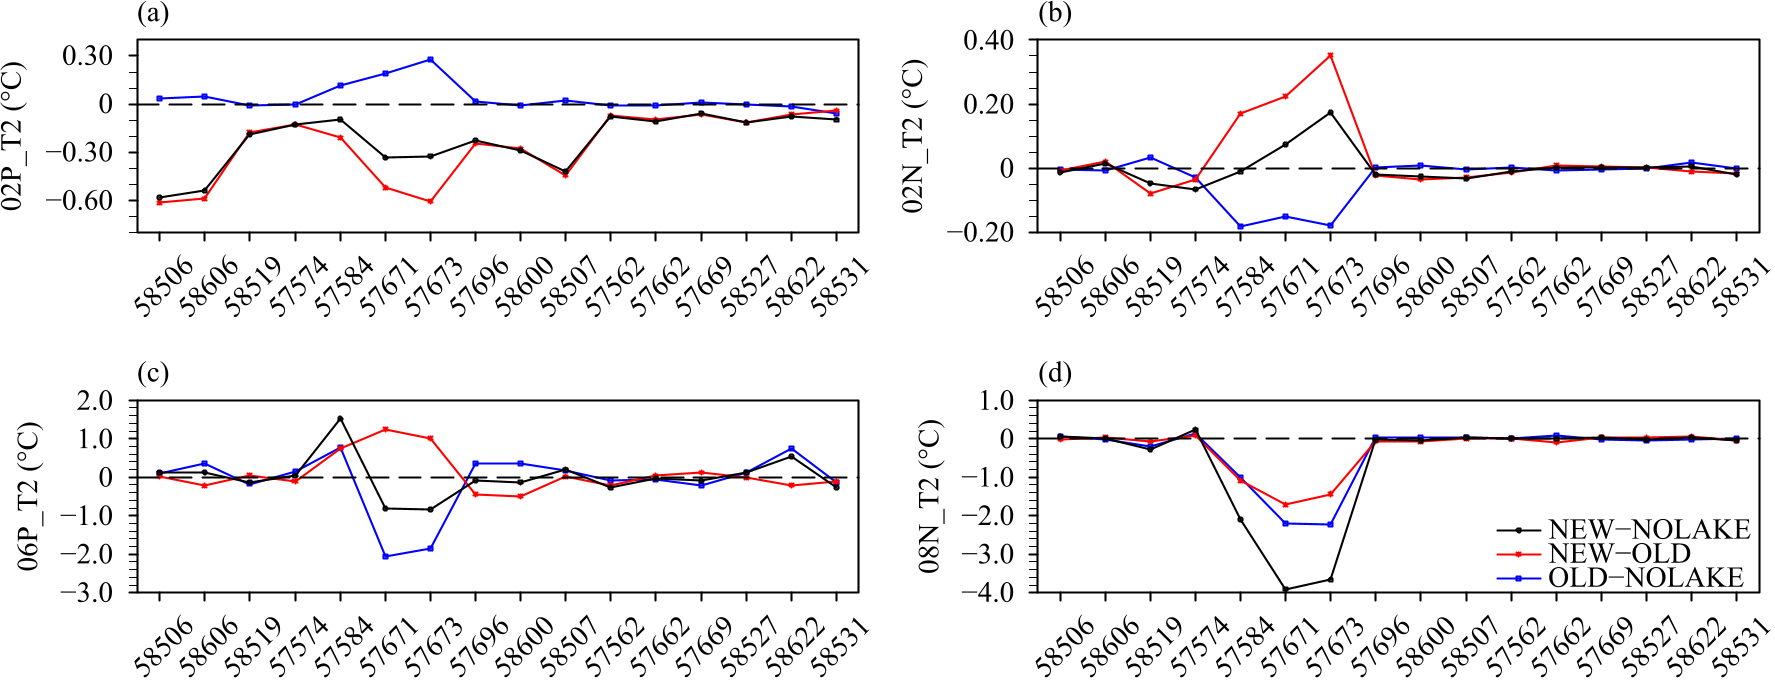 (a)
02P_T2 (°C)
0.30
0
−0.30
−0.60
58506 58606 58519 57574 57584 57671 57673 57696 58600 58507 57562 57662 57669 58527 58622 58531
(b)
02N_T2 (°C)
0.40
0.20
0
−0.20
58506 58606 58519 57574 57584 57671 57673 57696 58600 58507 57562 57662 57669 58527 58622 58531
(c)
06P_T2 (°C)
2.0
1.0
0
−1.0
−2.0
−3.0
58506 58606 58519 57574 57584 57671 57673 57696 58600 58507 57562 57662 57669 58527 58622 58531
(d)
08N_T2 (°C)
1.0
0
−1.0
−2.0
−3.0
−4.0
NEW−NOLAKE
NEW−OLD
OLD−NOLAKE
58506 58606 58519 57574 57584 57671 57673 57696 58600 58507 57562 57662 57669 58527 58622 58531